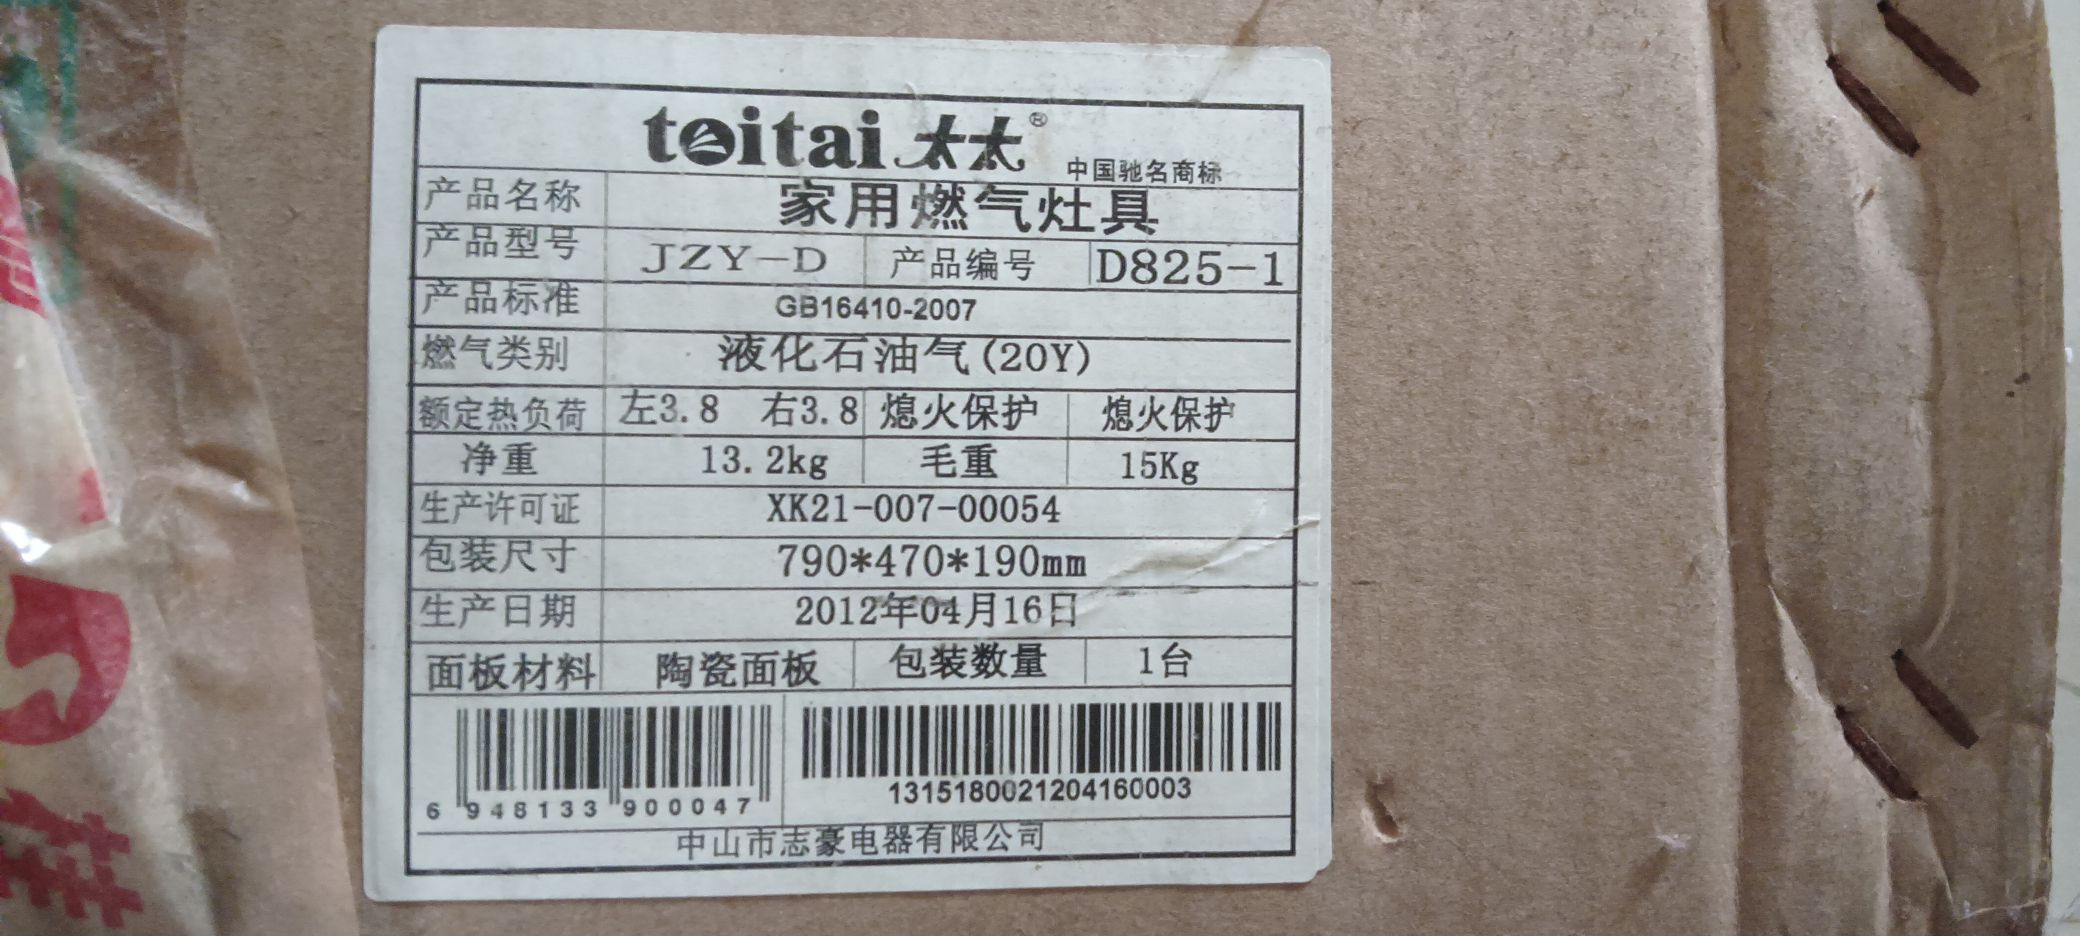 toitai 太太®
中国驰名商标
产品名称 家用燃气灶具
产品型号 JZY-D 产品编号 D825-1
产品标准 GB16410-2007
燃气类别 液化石油气(20Y)
额定热负荷 左3.8 右3.8 熄火保护 熄火保护
净重 13.2kg 毛重 15Kg
生产许可证 XK21-007-00054
包装尺寸 790*470*190mm
生产日期 2012年04月16日
面板材料 陶瓷面板 包装数量 1台
6 948133 900047 1315180021204160003
中山市志豪电器有限公司